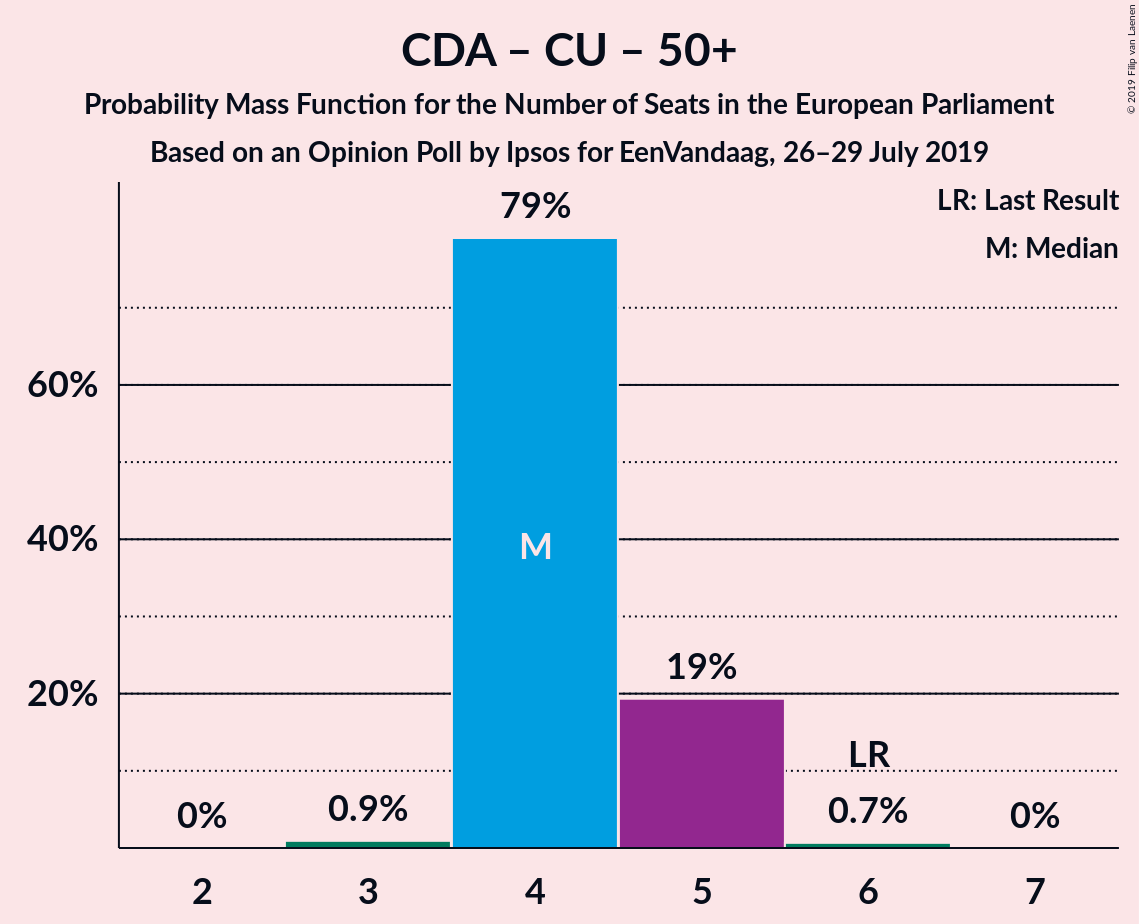 CDA – CU – 50+
Probability Mass Function for the Number of Seats in the European Parliament
Based on an Opinion Poll by Ipsos for EenVandaag, 26–29 July 2019
© 2019 Filip van Laenen
LR: Last Result
M: Median
79%
60%
40%
M
19%
20%
LR
0% 0.9% 0.7% 0%
2 3 4 5 6 7